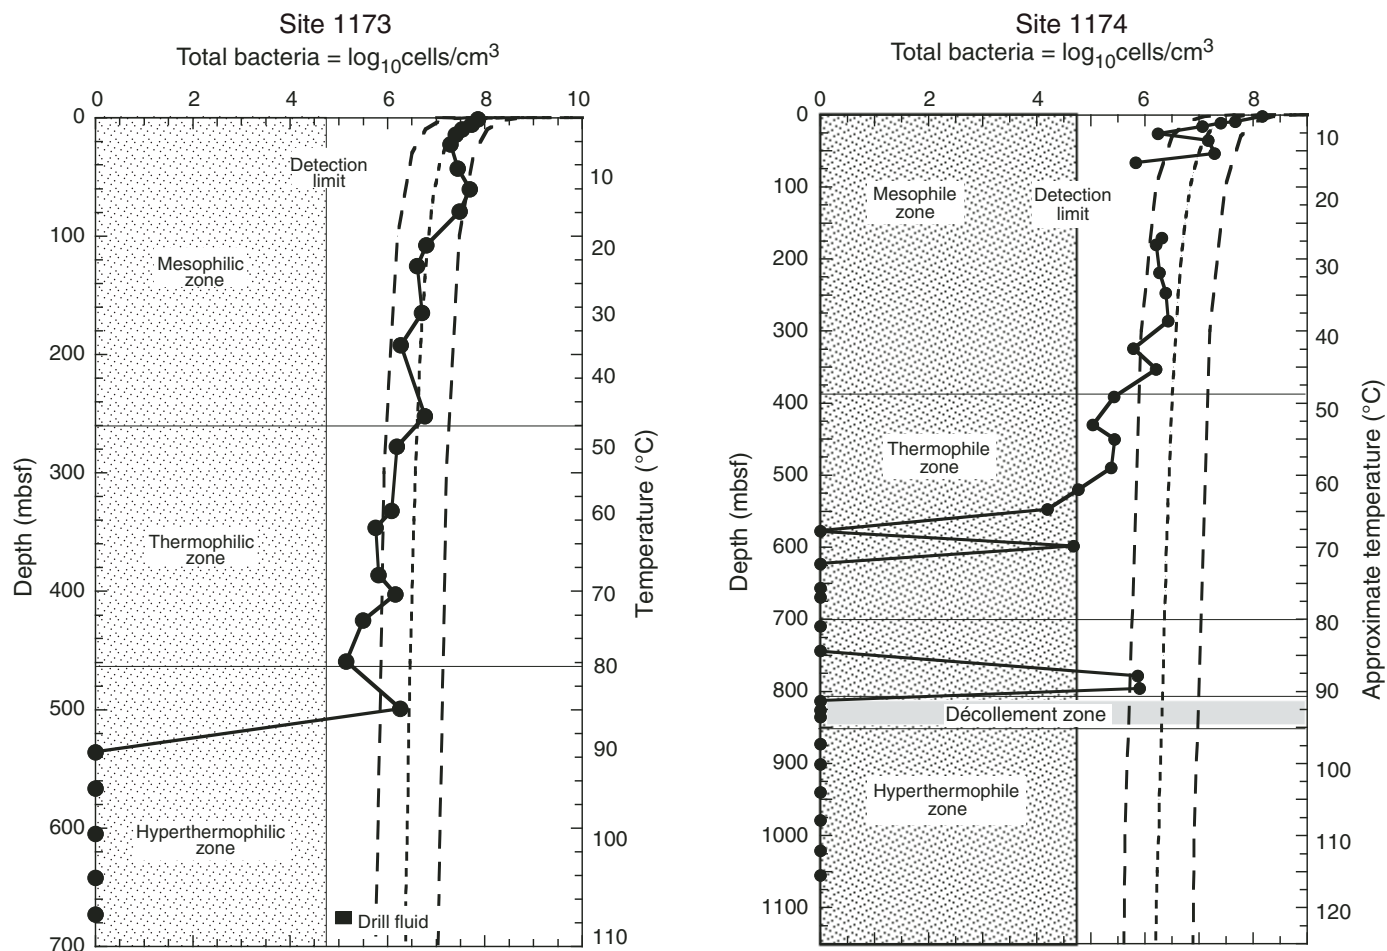 Site 1173
Total bacteria = log10cells/cm3
0 2 4 6 8 10
0
100
200
300
400
500
600
700
Depth (mbsf)
Detection
limit
Mesophilic
zone
Thermophilic
zone
Hyperthermophilic
zone
Drill fluid
10
20
30
40
50
60
70
80
90
100
110
Temperature (°C)
Site 1174
Total bacteria = log10cells/cm3
0 2 4 6 8
0
100
200
300
400
500
600
700
800
900
1000
1100
Depth (mbsf)
Mesophile
zone
Detection
limit
Thermophile
zone
Décollement zone
Hyperthermophile
zone
10
20
30
40
50
60
70
80
90
100
110
120
Approximate temperature (°C)